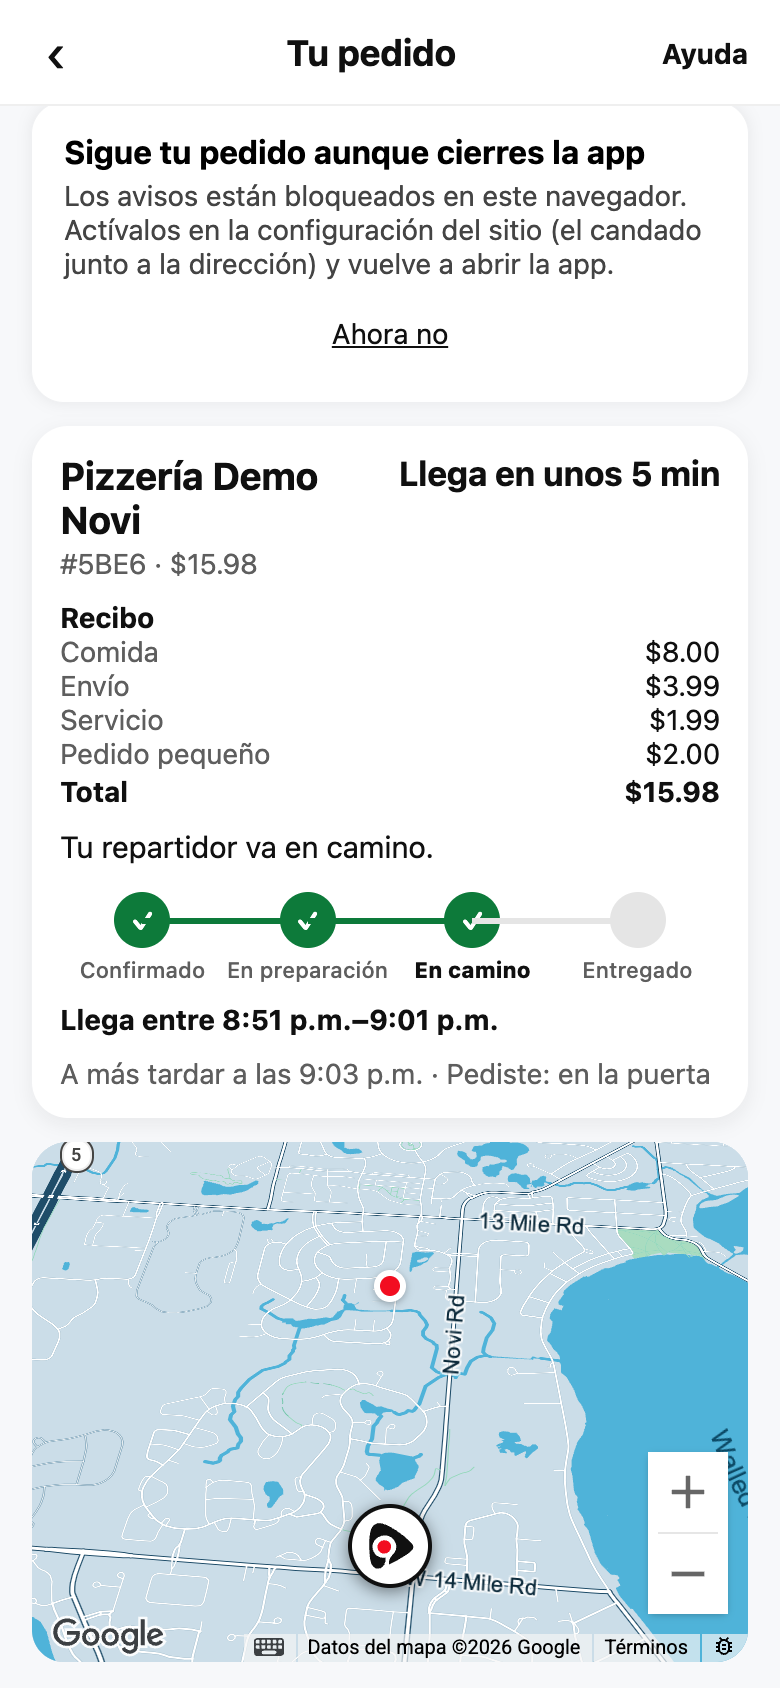 Tu pedido
Ayuda
Sigue tu pedido aunque cierres la app
Los avisos están bloqueados en este navegador.
Actívalos en la configuración del sitio (el candado
junto a la dirección) y vuelve a abrir la app.
Ahora no
Pizzería Demo
Novi
Llega en unos 5 min
#5BE6 · $15.98
Recibo
Comida $8.00
Envío $3.99
Servicio $1.99
Pedido pequeño $2.00
Total $15.98
Tu repartidor va en camino.
Confirmado En preparación En camino Entregado
Llega entre 8:51 p.m.–9:01 p.m.
A más tardar a las 9:03 p.m. · Pediste: en la puerta
5
13 Mile Rd
Novi Rd
Walled
14 Mile Rd
Google
Datos del mapa ©2026 Google
Términos